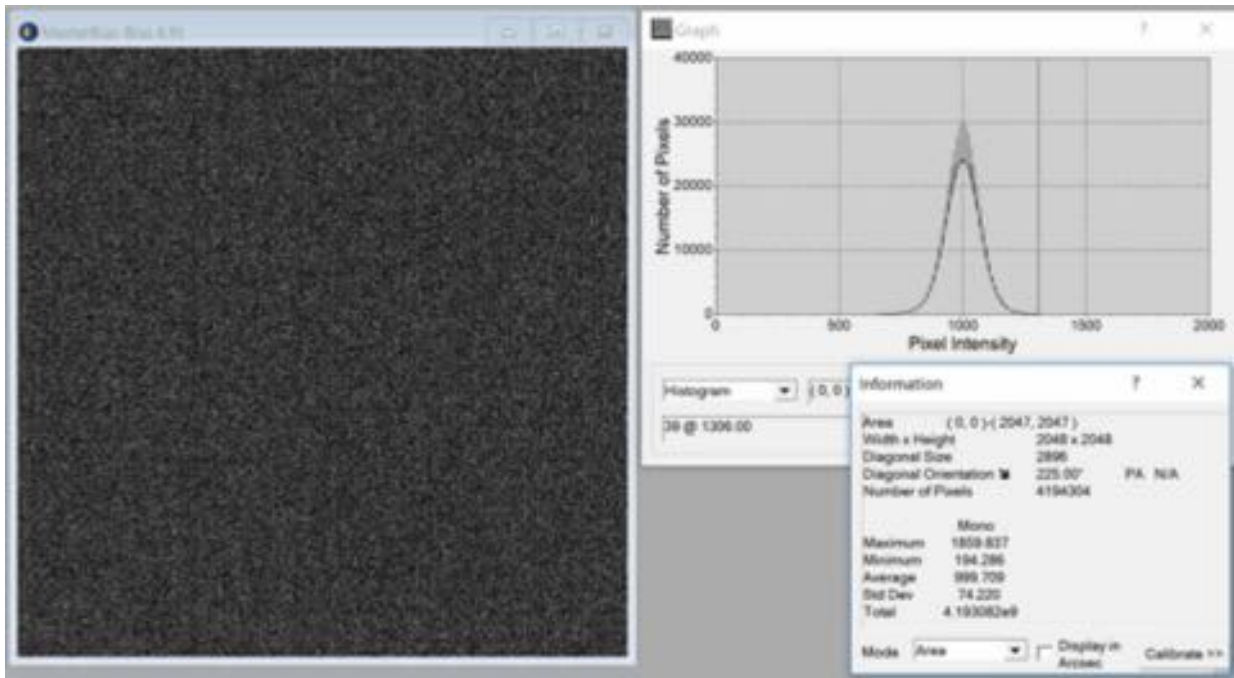 Graph
? ×
40000
30000
20000
10000
0
Number of Pixels
0 500 1000 1500 2000
Pixel Intensity
Histogram ( 0, 0 )
39 @ 1306.00
Information ? ×
Area ( 0, 0 )-( 2047, 2047 )
Width x Height 2048 x 2048
Diagonal Size 2896
Diagonal Orientation 225.00° PA N/A
Number of Pixels 4194304
Mono
Maximum 1859.837
Minimum 194.286
Average 999.709
Std Dev 74.220
Total 4.193082e9
Mode Area Display in Arcsec Calibrate >>